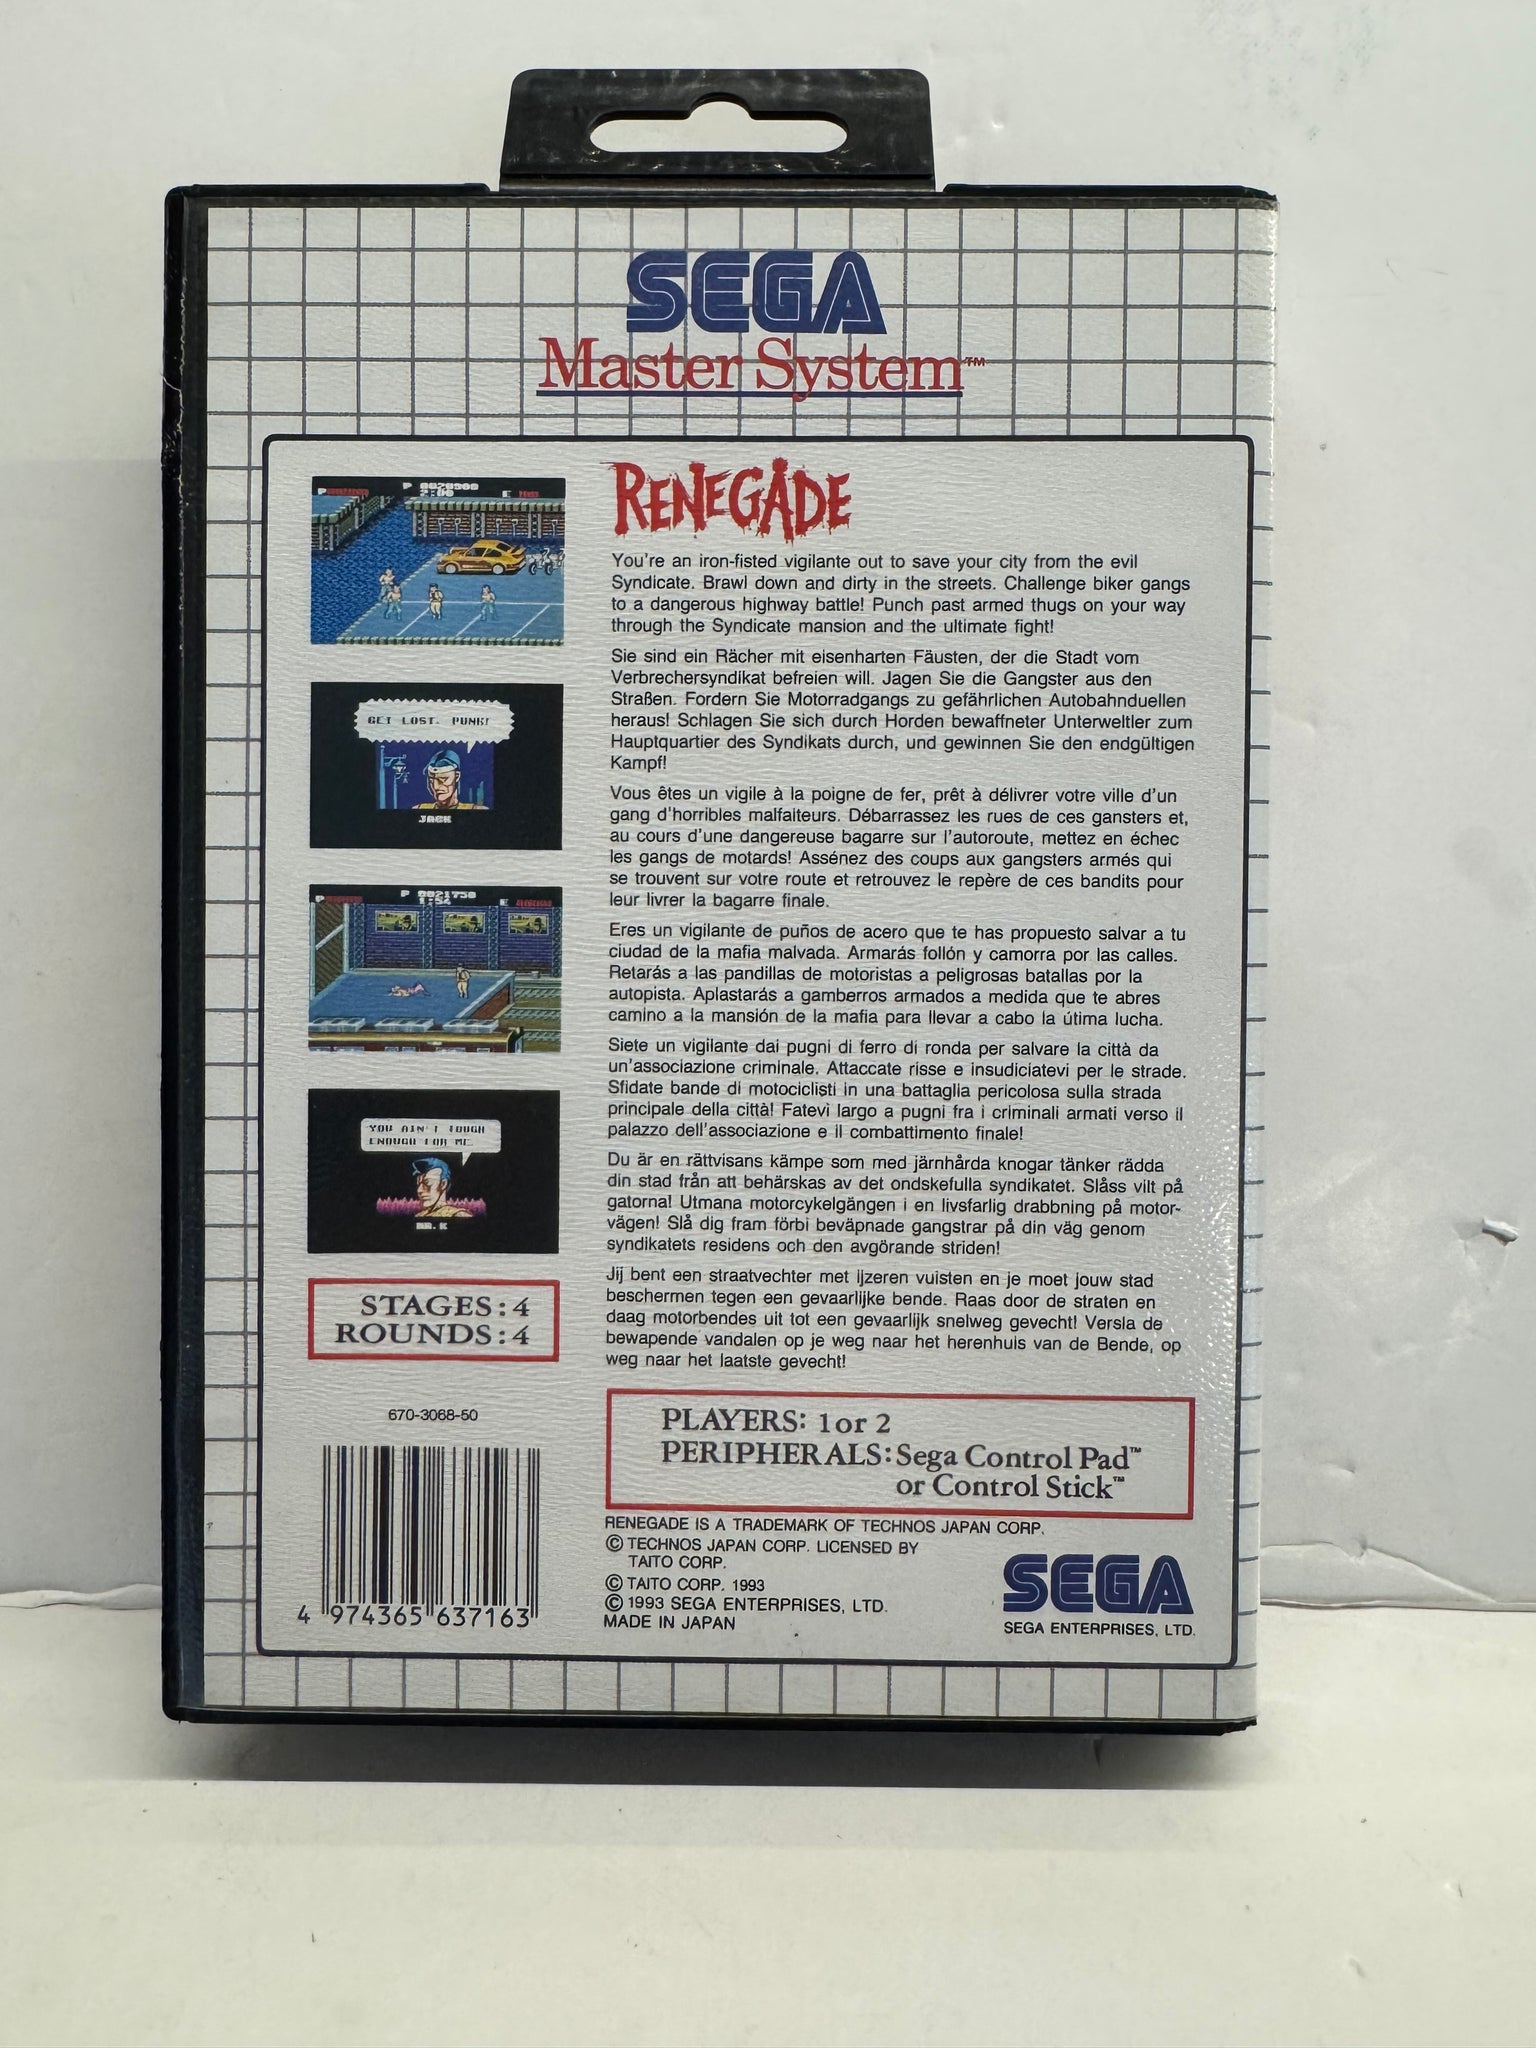 SEGA
Master System™
RENEGADE
You're an iron-fisted vigilante out to save your city from the evil
Syndicate. Brawl down and dirty in the streets. Challenge biker gangs
to a dangerous highway battle! Punch past armed thugs on your way
through the Syndicate mansion and the ultimate fight!
Sie sind ein Rächer mit eisenharten Fäusten, der die Stadt vom
Verbrechersyndikat befreien will. Jagen Sie die Gangster aus den
Straßen. Fordern Sie Motorradgangs zu gefährlichen Autobahnduellen
heraus! Schlagen Sie sich durch Horden bewaffneter Unterweltler zum
Hauptquartier des Syndikats durch, und gewinnen Sie den endgültigen
Kampf!
Vous êtes un vigile à la poigne de fer, prêt à délivrer votre ville d'un
gang d'horribles malfaiteurs. Débarrassez les rues de ces gansters et,
au cours d'une dangereuse bagarre sur l'autoroute, mettez en échec
les gangs de motards! Assénez des coups aux gangsters armés qui
se trouvent sur votre route et retrouvez le repère de ces bandits pour
leur livrer la bagarre finale.
Eres un vigilante de puños de acero que te has propuesto salvar a tu
ciudad de la mafia malvada. Armarás follón y camorra por las calles.
Retarás a las pandillas de motoristas a peligrosas batallas por la
autopista. Aplastarás a gamberros armados a medida que te abres
camino a la mansión de la mafia para llevar a cabo la útima lucha.
Siete un vigilante dai pugni di ferro di ronda per salvare la città da
un'associazione criminale. Attaccate risse e insudiciatevi per le strade.
Sfidate bande di motociclisti in una battaglia pericolosa sulla strada
principale della città! Fatevi largo a pugni fra i criminali armati verso il
palazzo dell'associazione e il combattimento finale!
Du är en rättvisans kämpe som med järnhårda knogar tänker rädda
din stad från att behärskas av det ondskefulla syndikatet. Slåss vilt på
gatorna! Utmana motorcykelgängen i en livsfarlig drabbning på motor-
vägen! Slå dig fram förbi beväpnade gangstrar på din väg genom
syndikatets residens och den avgörande striden!
Jij bent een straatvechter met ijzeren vuisten en je moet jouw stad
beschermen tegen een gevaarlijke bende. Raas door de straten en
daag motorbendes uit tot een gevaarlijk snelweg gevecht! Versla de
bewapende vandalen op je weg naar het herenhuis van de Bende, op
weg naar het laatste gevecht!
P 0020900
2:00
E
GET LOST. PUNK!
JACK
P 0021750
1:54
E
YOU AIN'T TOUGH
ENOUGH FOR ME
MR. K
STAGES: 4
ROUNDS: 4
670-3068-50
4 974365 637163
PLAYERS: 1 or 2
PERIPHERALS: Sega Control Pad™
or Control Stick™
RENEGADE IS A TRADEMARK OF TECHNOS JAPAN CORP.
© TECHNOS JAPAN CORP. LICENSED BY
TAITO CORP.
© TAITO CORP. 1993
© 1993 SEGA ENTERPRISES, LTD.
MADE IN JAPAN
SEGA
SEGA ENTERPRISES, LTD.